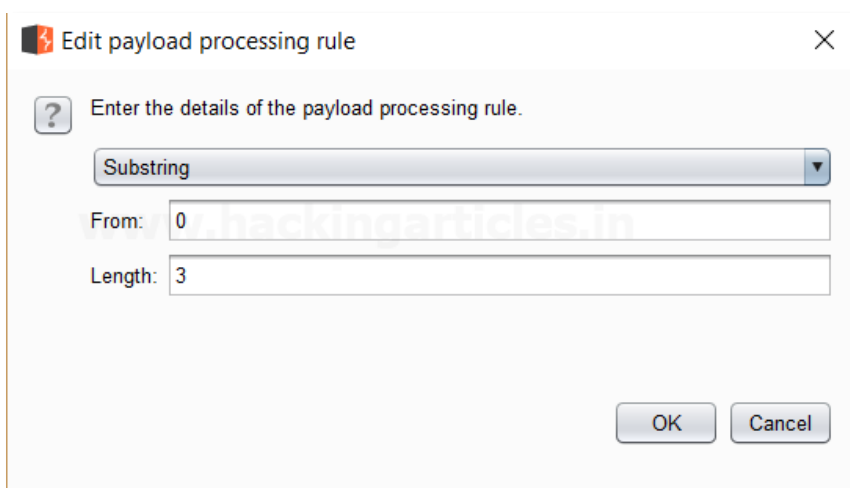 Edit payload processing rule
? Enter the details of the payload processing rule.
Substring
From: 0
www.hackingarticles.in
Length: 3
OK Cancel